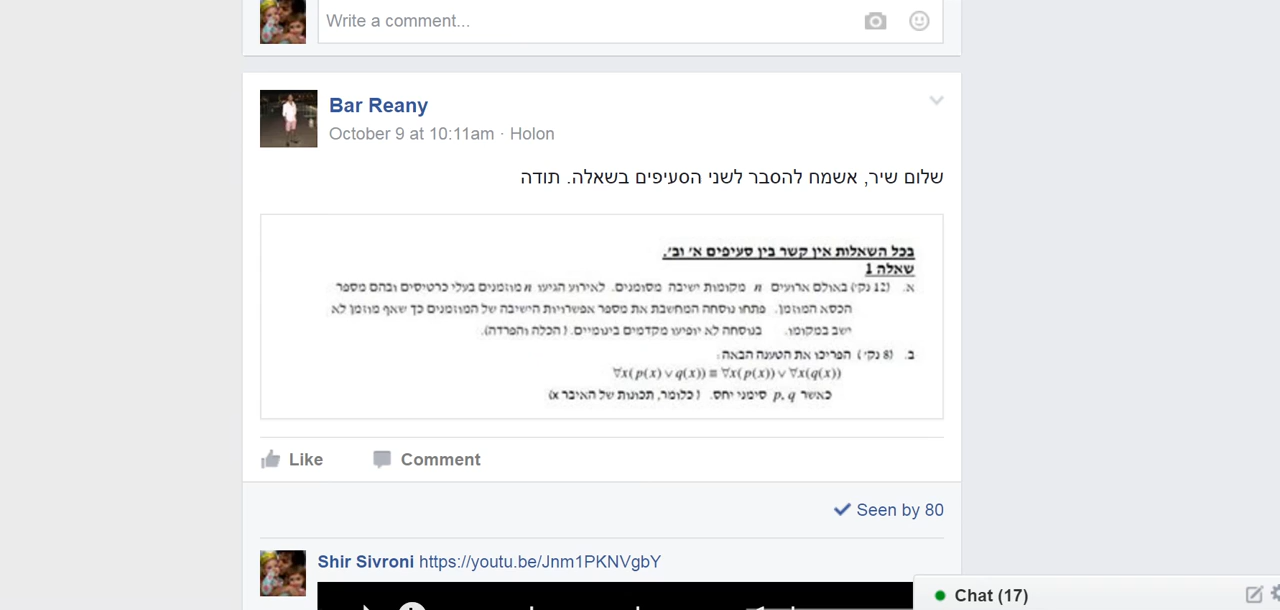 Write a comment...
Bar Reany
October 9 at 10:11am · Holon
שלום שיר, אשמח להסבר לשני הסעיפים בשאלה. תודה
בכל השאלות אין קשר בין סעיפים א' וב'.
שאלה 1
א. (12 נק') באולם ארועים n מקומות ישיבה מסומנים. לאירוע הגיעו n מוזמנים בעלי כרטיסים ובהם מספר
הכסא המוזמן. פתחו נוסחה המחשבת את מספר אפשרויות הישיבה של המוזמנים כך שאף מוזמן לא
ישב במקומו. בנוסחה לא יופיעו מקדמים בינומיים. (הכלה והפרדה).
ב. (8 נק') הפריכו את הטענה הבאה:
∀x(p(x) ∨ q(x)) ≡ ∀x(p(x)) ∨ ∀x(q(x))
כאשר p, q סימני יחס. (כלומר, תכונות של האיבר x)
Like Comment
Seen by 80
Shir Sivroni https://youtu.be/Jnm1PKNVgbY
Chat (17)